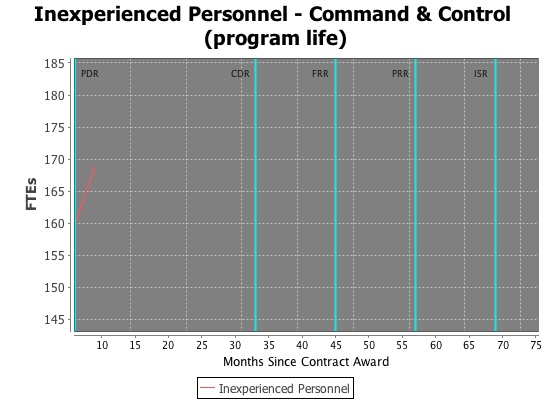 Inexperienced Personnel - Command & Control
(program life)
185
180
175
170
165
160
155
150
145
FTEs
PDR CDR FRR PRR ISR
10 15 20 25 30 35 40 45 50 55 60 65 70 75
Months Since Contract Award
Inexperienced Personnel